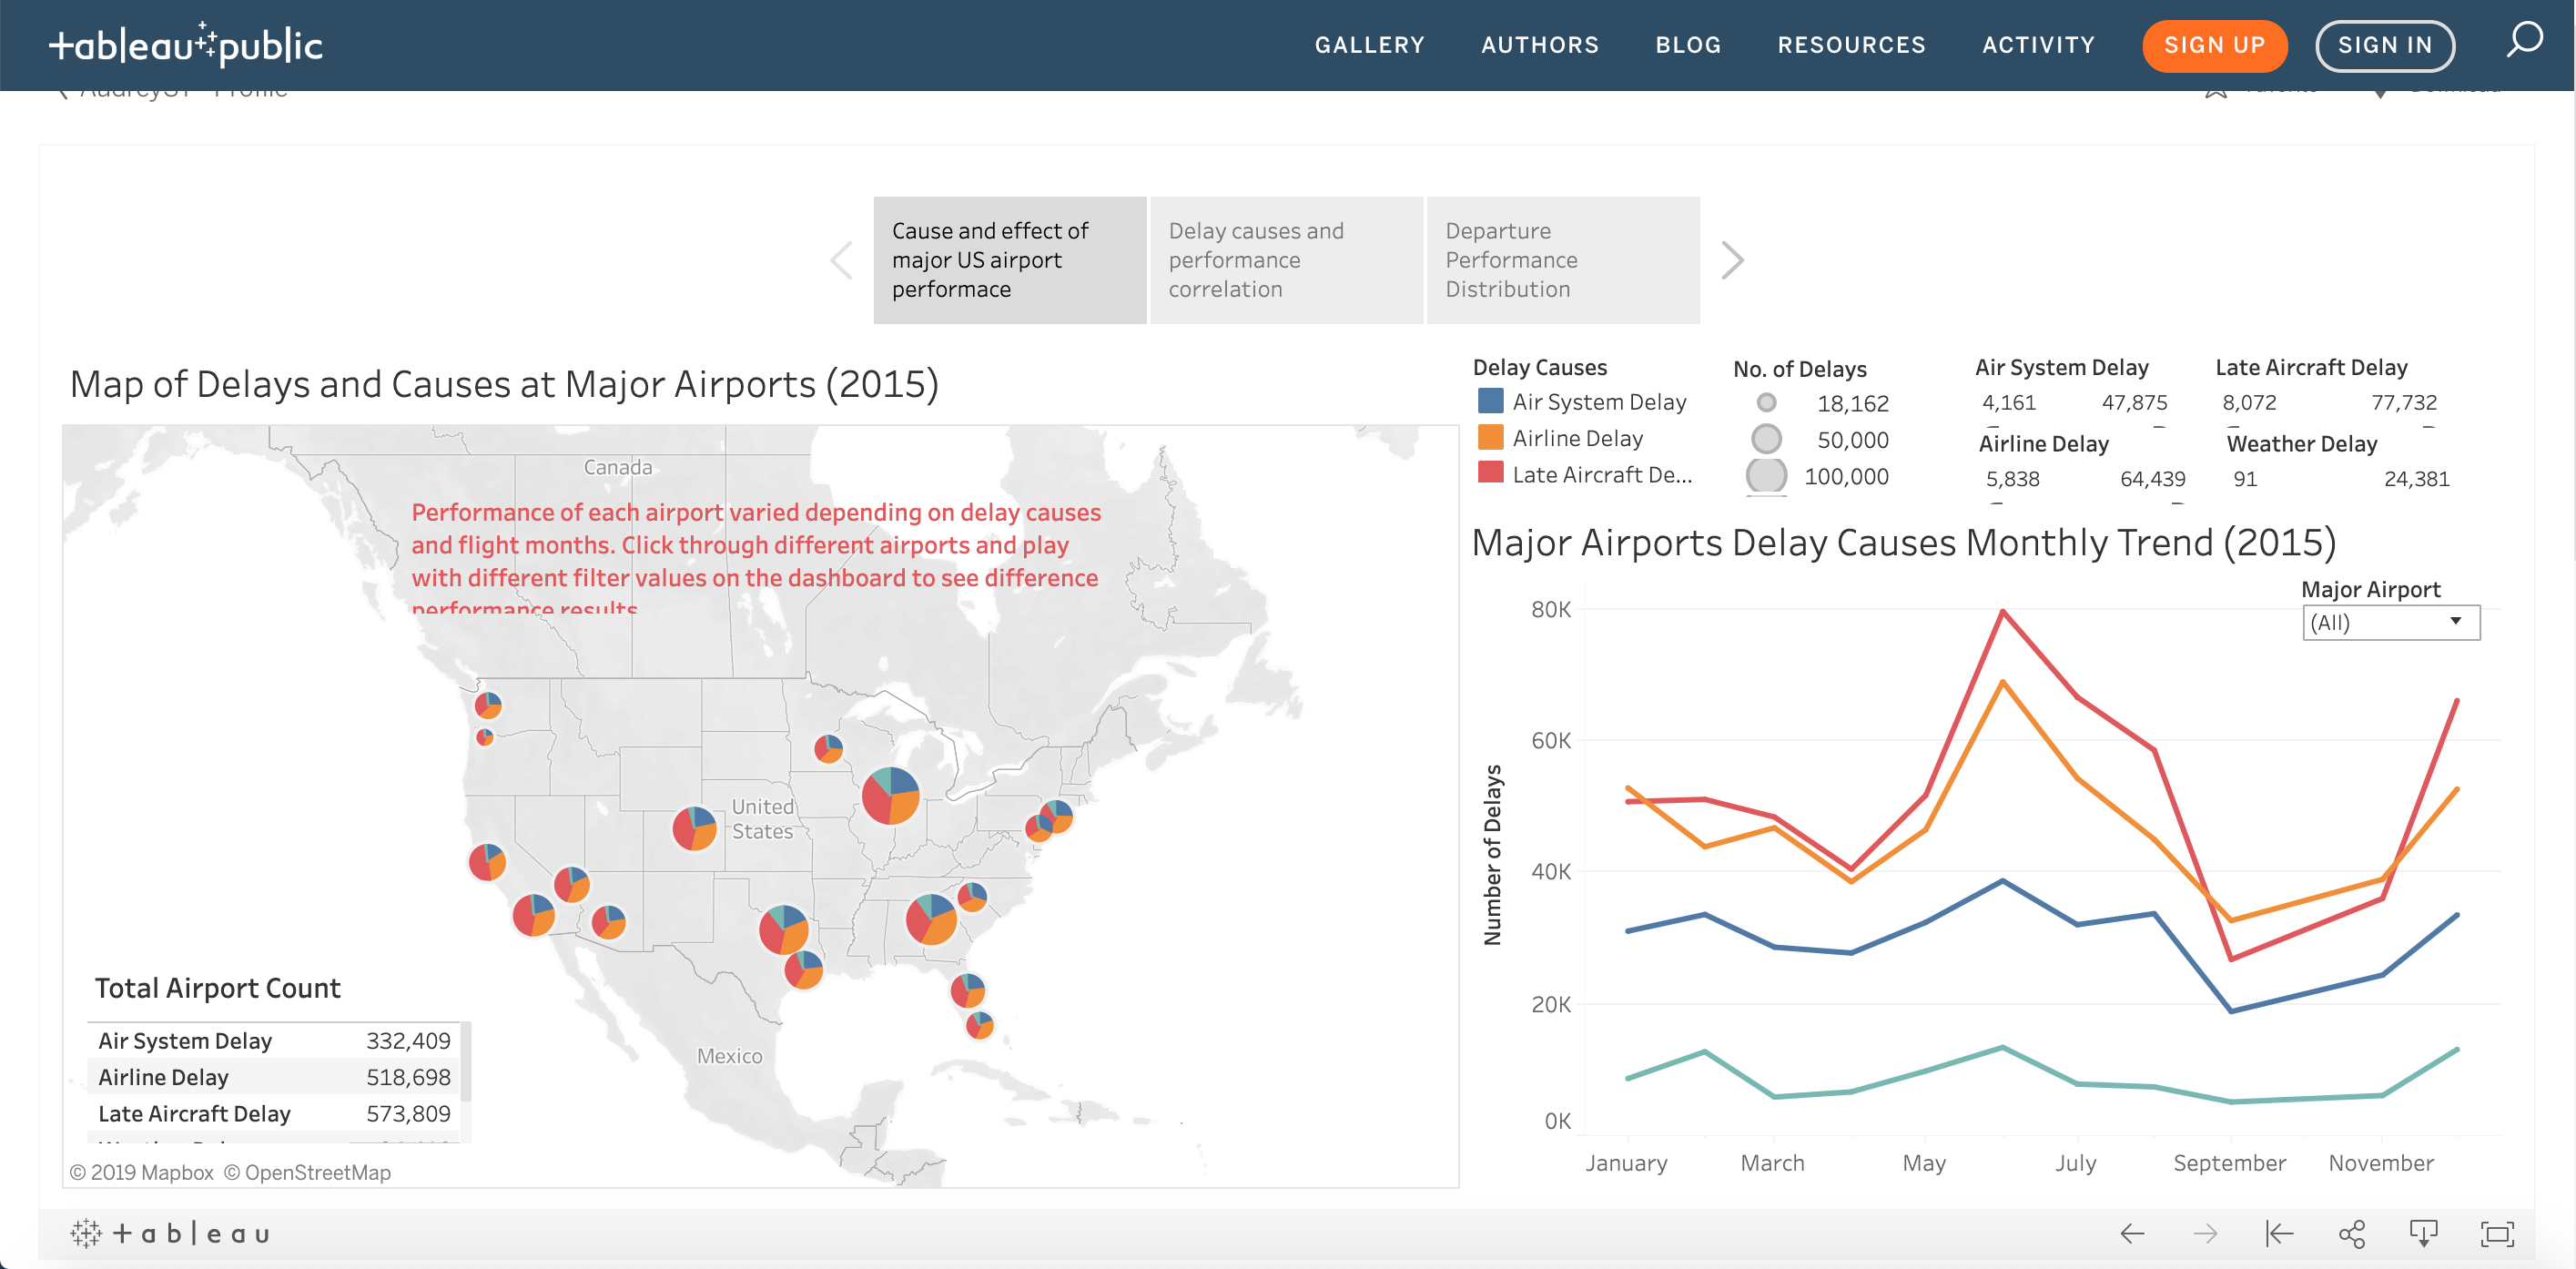 +ableau public
GALLERY
AUTHORS
BLOG
RESOURCES
ACTIVITY
SIGN UP
SIGN IN
Cause and effect of
major US airport
performace
Delay causes and
performance
correlation
Departure
Performance
Distribution
Map of Delays and Causes at Major Airports (2015)
Canada
Performance of each airport varied depending on delay causes
and flight months. Click through different airports and play
with different filter values on the dashboard to see difference
performance results
United
States
Mexico
Total Airport Count
Air System Delay 332,409
Airline Delay 518,698
Late Aircraft Delay 573,809
© 2019 Mapbox © OpenStreetMap
Delay Causes
Air System Delay
Airline Delay
Late Aircraft De...
No. of Delays
18,162
50,000
100,000
Air System Delay
4,161 47,875
Late Aircraft Delay
8,072 77,732
Airline Delay
5,838 64,439
Weather Delay
91 24,381
Major Airports Delay Causes Monthly Trend (2015)
Major Airport
(All)
Number of Delays
80K
60K
40K
20K
0K
January March May July September November
+ableau